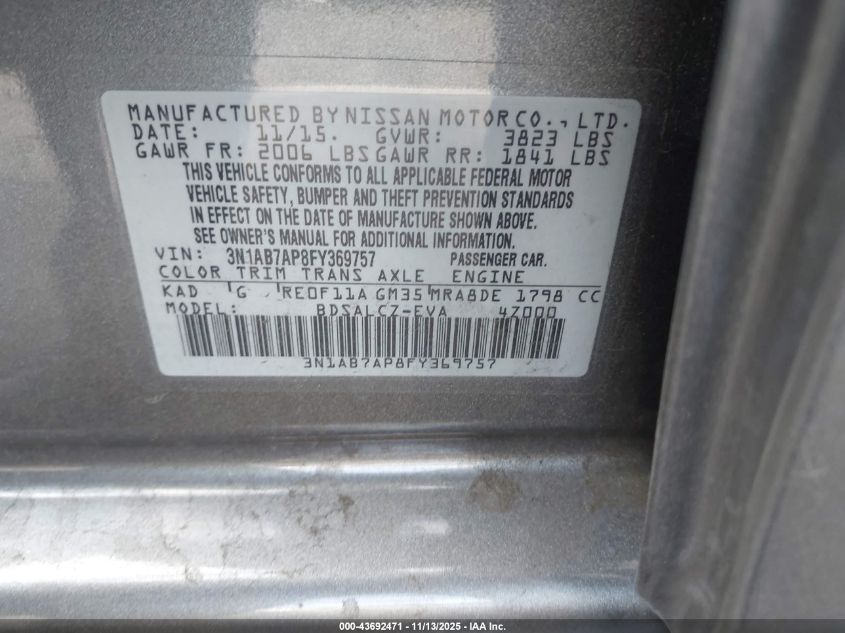 MANUFACTURED BY NISSAN MOTOR CO., LTD.
DATE: 11/15. GVWR: 3823 LBS
GAWR FR: 2006 LBS GAWR RR: 1841 LBS
THIS VEHICLE CONFORMS TO ALL APPLICABLE FEDERAL MOTOR
VEHICLE SAFETY, BUMPER AND THEFT PREVENTION STANDARDS
IN EFFECT ON THE DATE OF MANUFACTURE SHOWN ABOVE.
SEE OWNER'S MANUAL FOR ADDITIONAL INFORMATION.
VIN: 3N1AB7AP8FY369757 PASSENGER CAR.
COLOR TRIM TRANS AXLE ENGINE
KAD G RE0F11A GM35 MRA8DE 1798 CC
MODEL: BDSALCZ-EVA 4Z000
3N1AB7AP8FY369757
000-43692471 - 11/13/2025 - IAA Inc.